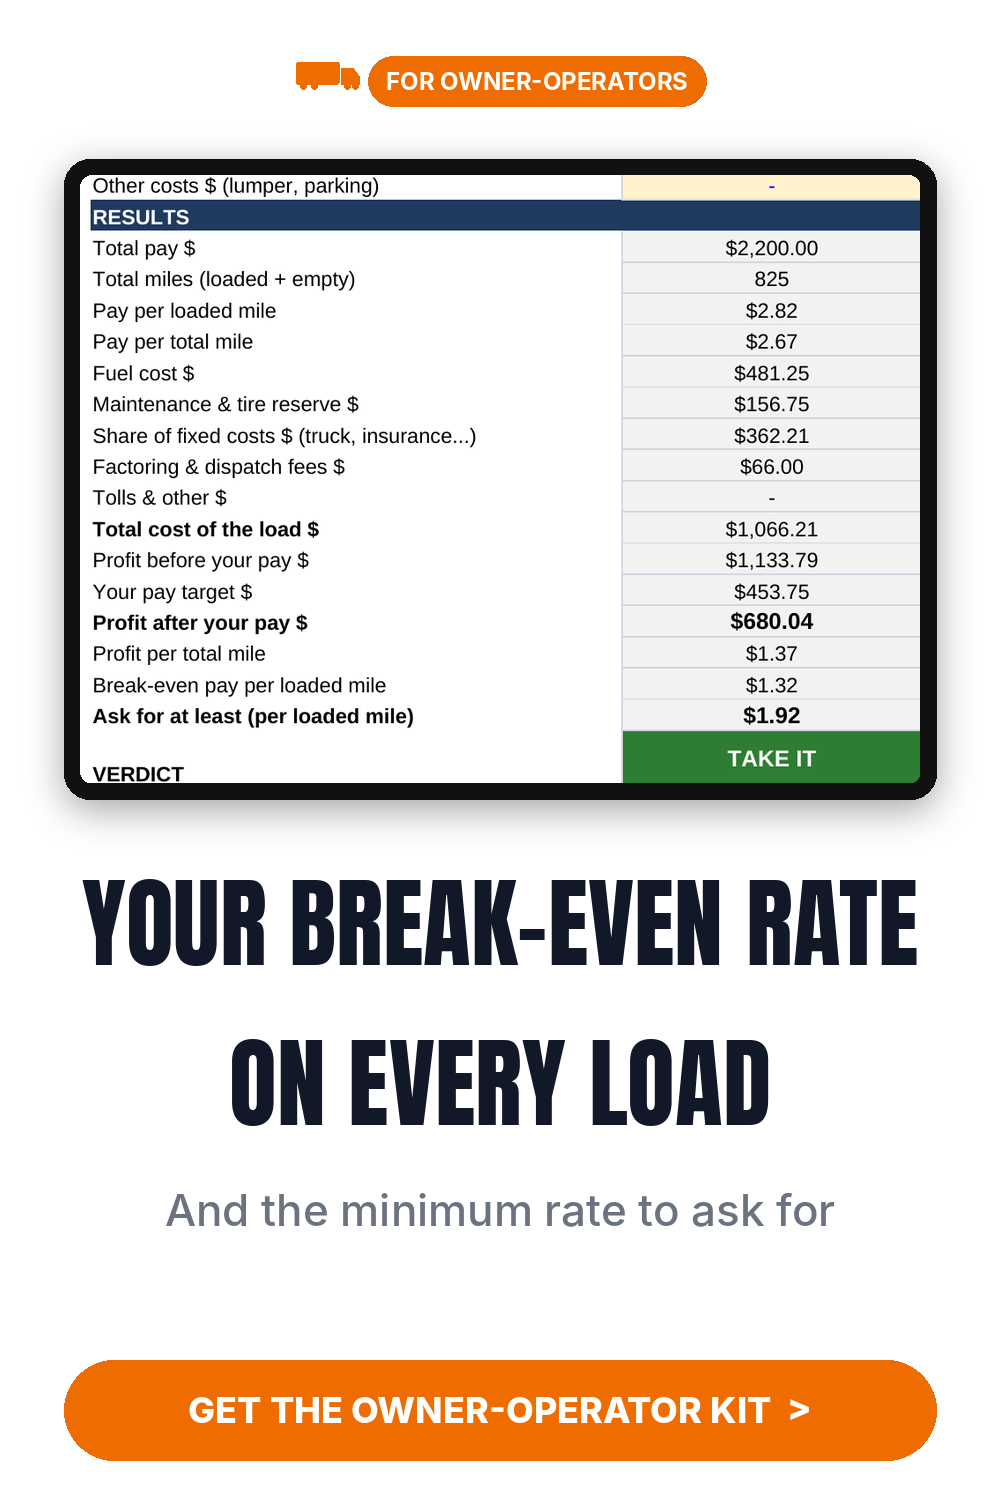 FOR OWNER-OPERATORS
Other costs $ (lumper, parking) -
RESULTS
Total pay $ $2,200.00
Total miles (loaded + empty) 825
Pay per loaded mile $2.82
Pay per total mile $2.67
Fuel cost $ $481.25
Maintenance & tire reserve $ $156.75
Share of fixed costs $ (truck, insurance...) $362.21
Factoring & dispatch fees $ $66.00
Tolls & other $ -
Total cost of the load $ $1,066.21
Profit before your pay $ $1,133.79
Your pay target $ $453.75
Profit after your pay $ $680.04
Profit per total mile $1.37
Break-even pay per loaded mile $1.32
Ask for at least (per loaded mile) $1.92
VERDICT TAKE IT
YOUR BREAK-EVEN RATE
ON EVERY LOAD
And the minimum rate to ask for
GET THE OWNER-OPERATOR KIT >